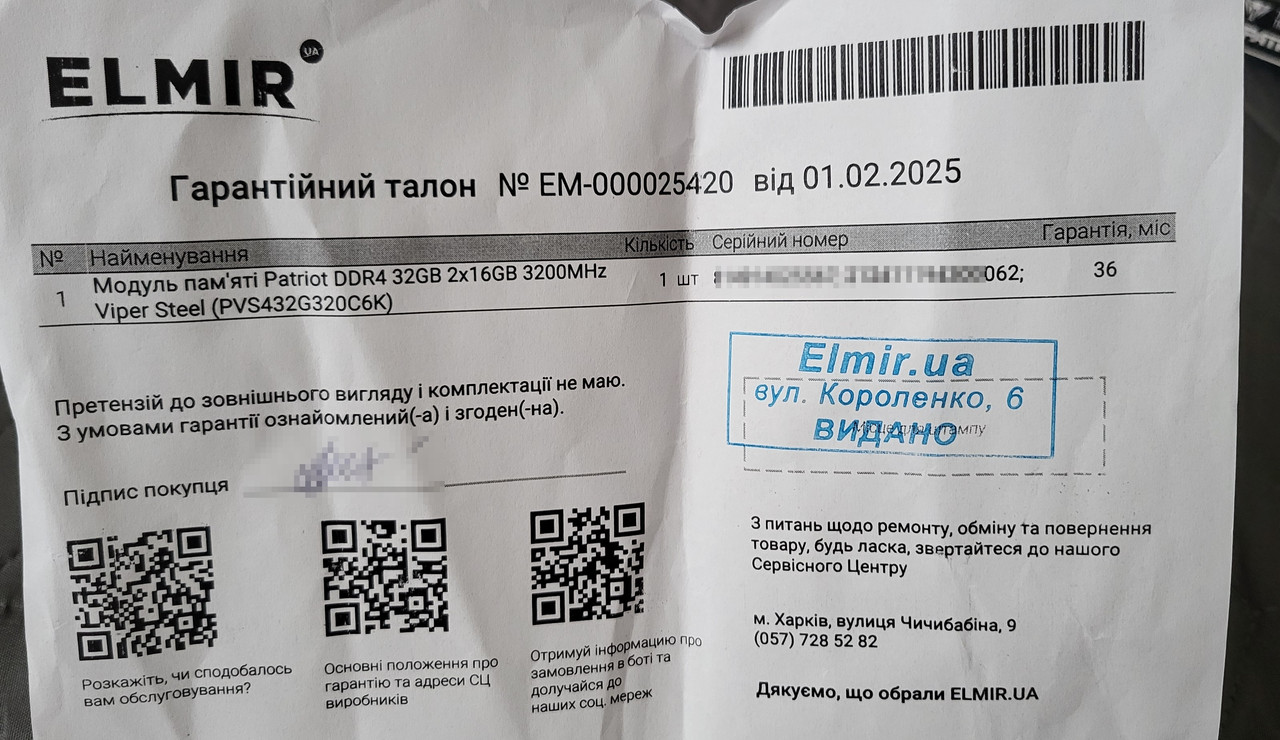 ELMIR UA
Гарантійний талон № EM-000025420 від 01.02.2025
№ Найменування Кількість Серійний номер Гарантія, міс
1 Модуль пам'яті Patriot DDR4 32GB 2x16GB 3200MHz 1 шт 062; 36
Viper Steel (PVS432G320C6K)
Elmir.ua
вул. Короленко, 6
ВИДАНО
Місце для штампу
Претензій до зовнішнього вигляду і комплектації не маю.
З умовами гарантії ознайомлений(-а) і згоден(-на).
Підпис покупця
Розкажіть, чи сподобалось
вам обслуговування?
Основні положення про
гарантію та адреси СЦ
виробників
Отримуй інформацію про
замовлення в боті та
долучайся до
наших соц. мереж
З питань щодо ремонту, обміну та повернення
товару, будь ласка, звертайтеся до нашого
Сервісного Центру
м. Харків, вулиця Чичибабіна, 9
(057) 728 52 82
Дякуємо, що обрали ELMIR.UA